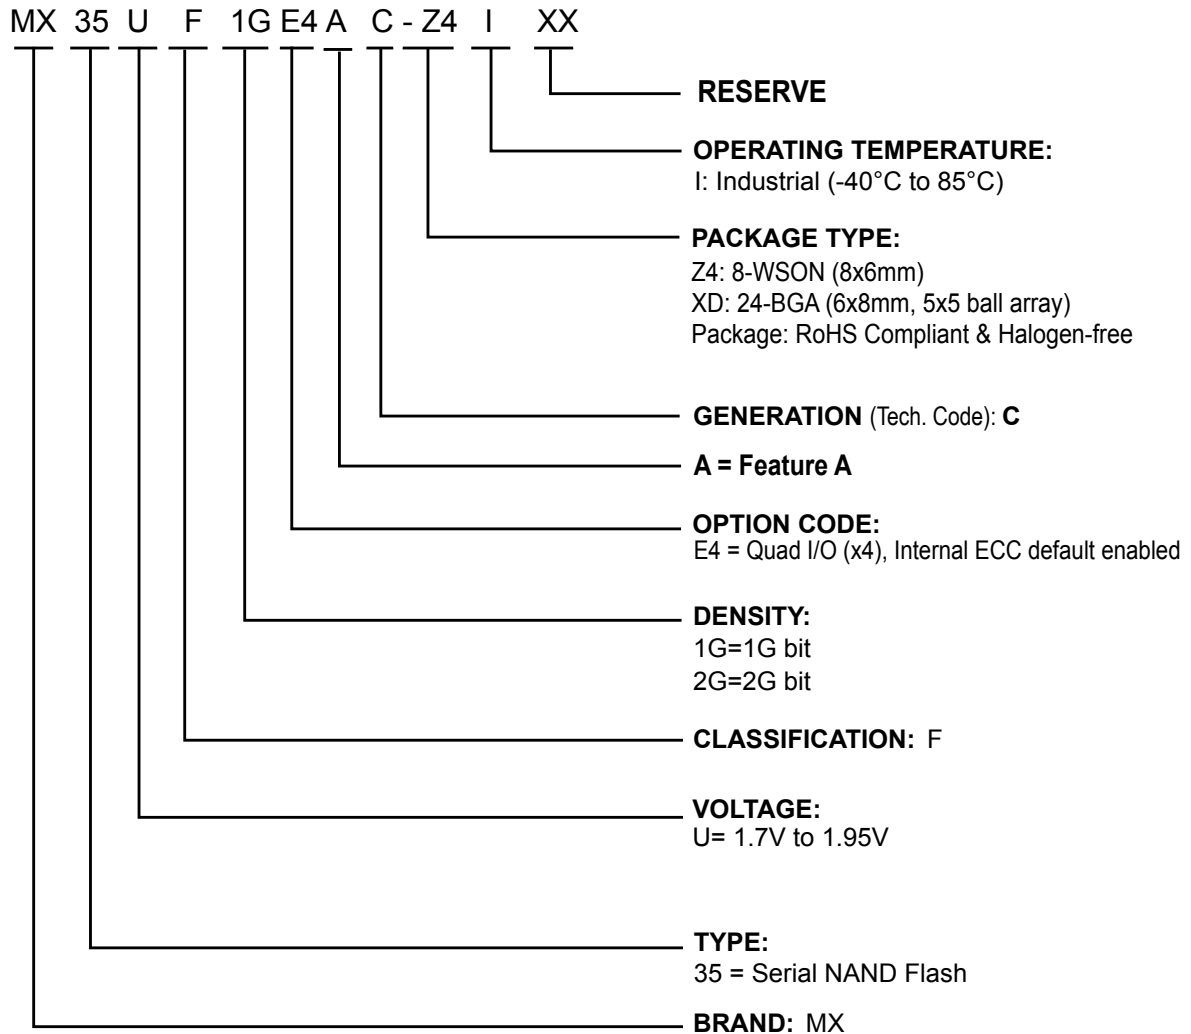 MX 35 U F 1G E4 A C - Z4 I XX
RESERVE
OPERATING TEMPERATURE:
I: Industrial (-40°C to 85°C)
PACKAGE TYPE:
Z4: 8-WSON (8x6mm)
XD: 24-BGA (6x8mm, 5x5 ball array)
Package: RoHS Compliant & Halogen-free
GENERATION (Tech. Code): C
A = Feature A
OPTION CODE:
E4 = Quad I/O (x4), Internal ECC default enabled
DENSITY:
1G=1G bit
2G=2G bit
CLASSIFICATION: F
VOLTAGE:
U= 1.7V to 1.95V
TYPE:
35 = Serial NAND Flash
BRAND: MX